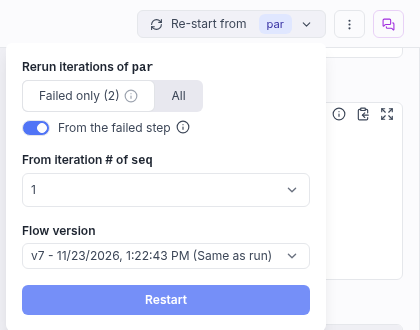 Re-start from par
Rerun iterations of par
Failed only (2) All
From the failed step
From iteration # of seq
1
Flow version
v7 - 11/23/2026, 1:22:43 PM (Same as run)
Restart